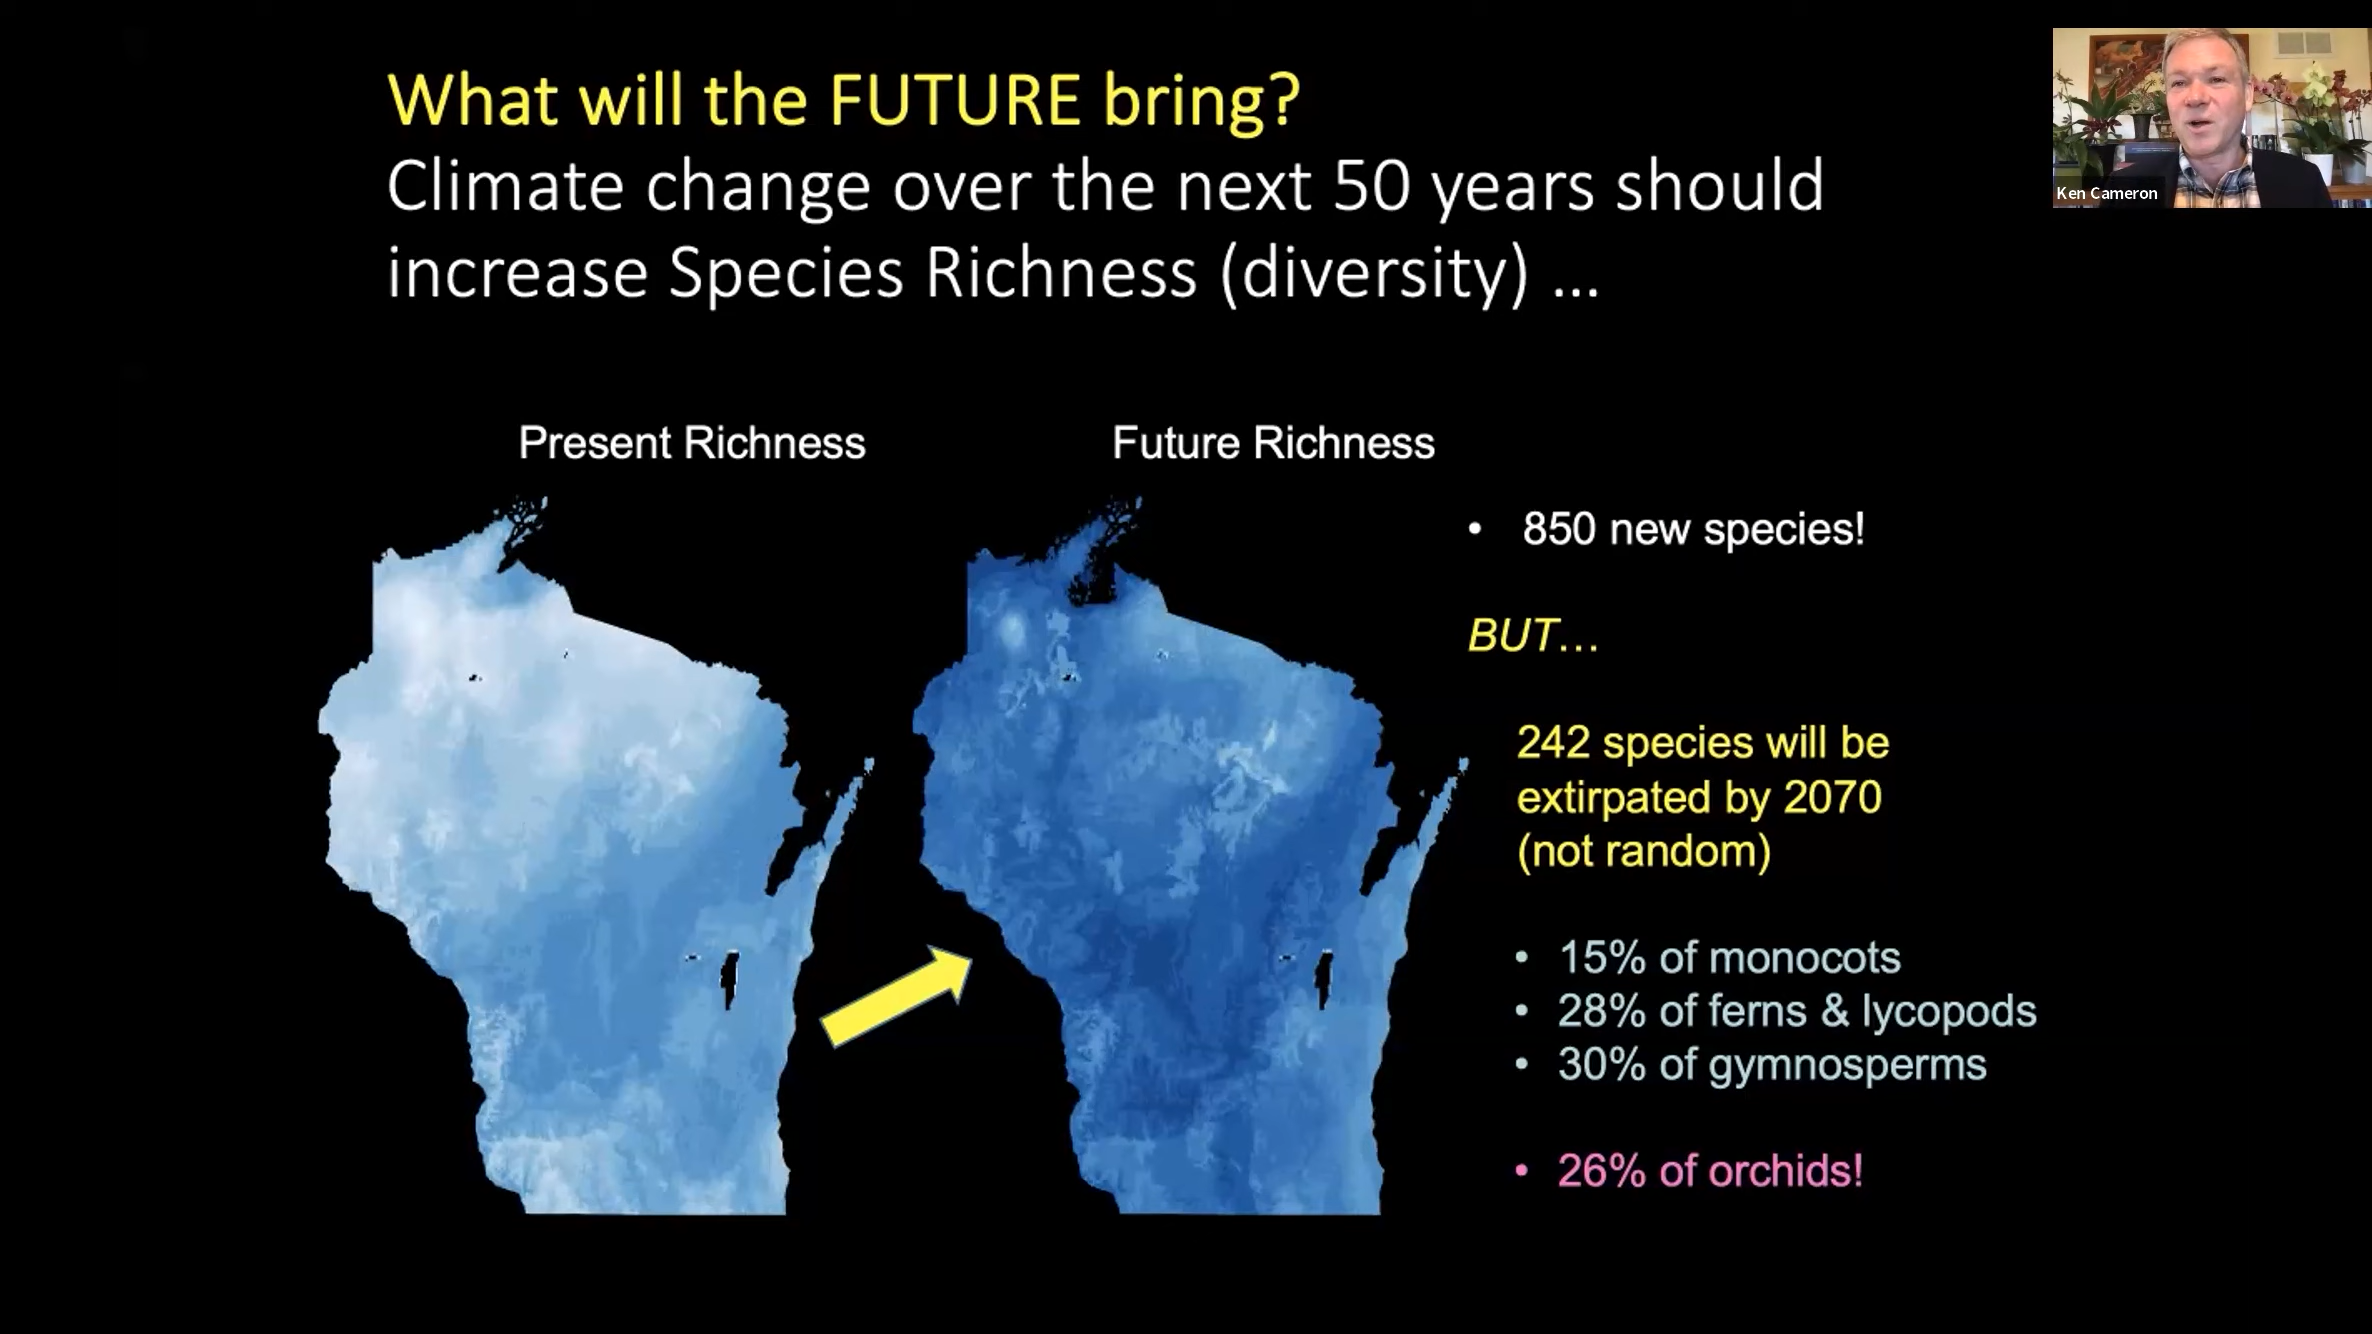 What will the FUTURE bring?
Climate change over the next 50 years should
increase Species Richness (diversity) ...
Ken Cameron
Present Richness
Future Richness
• 850 new species!
BUT...
242 species will be
extirpated by 2070
(not random)
• 15% of monocots
• 28% of ferns & lycopods
• 30% of gymnosperms
• 26% of orchids!